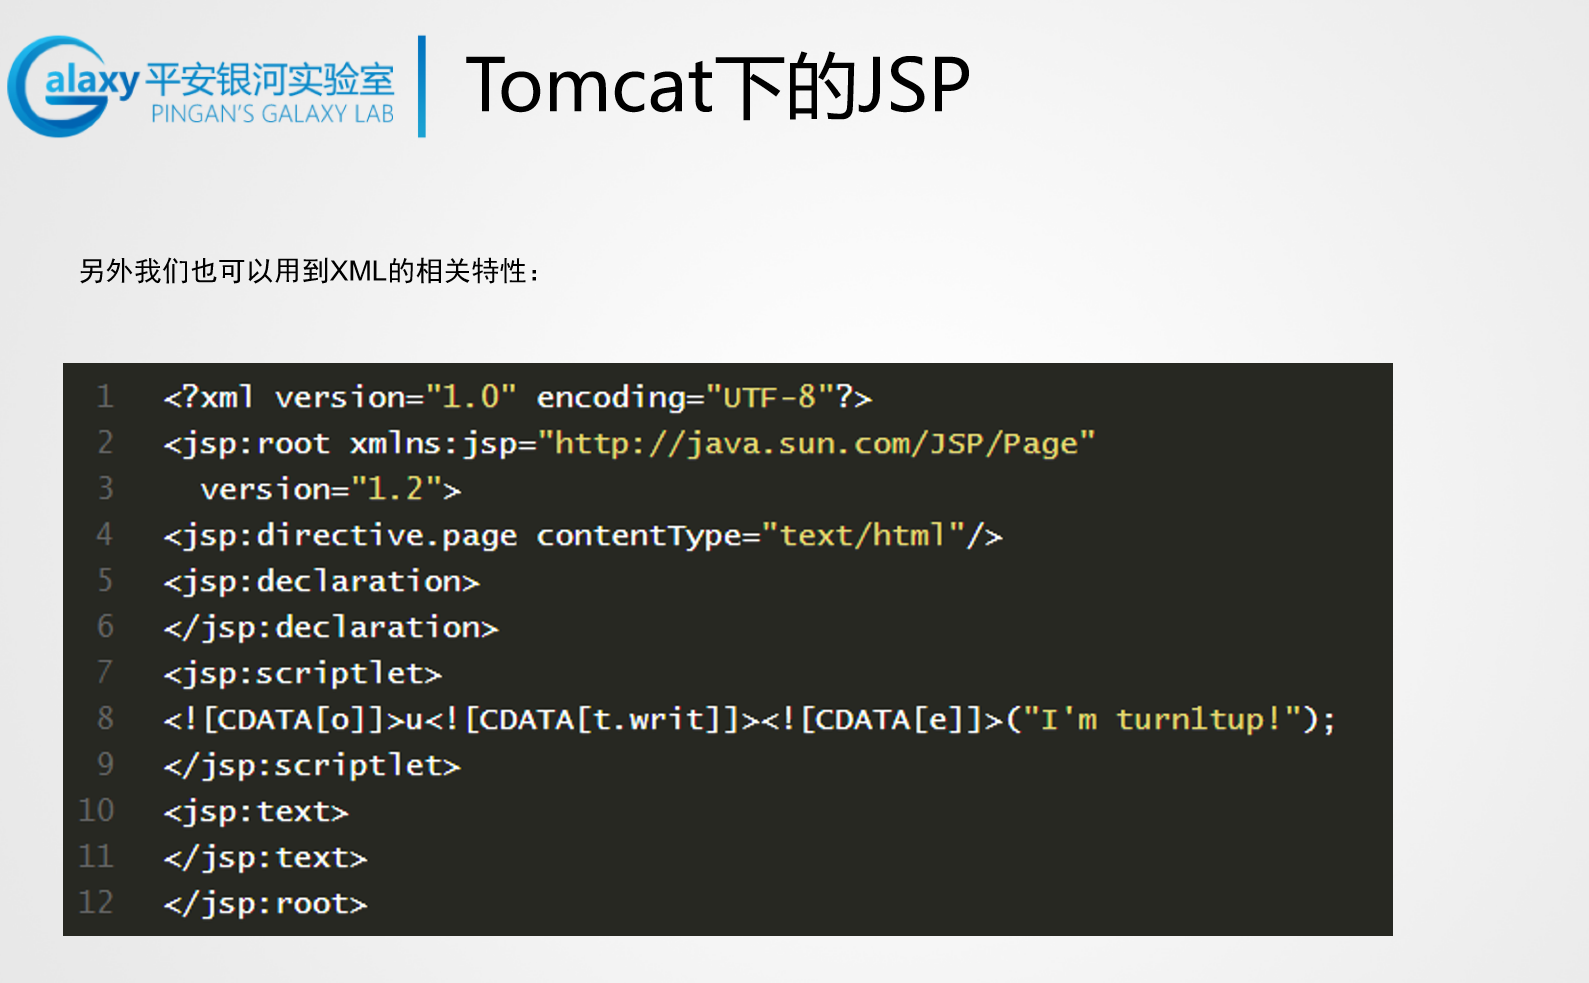 Galaxy 平安银河实验室
PINGAN'S GALAXY LAB
Tomcat下的JSP
另外我们也可以用到XML的相关特性：
1 <?xml version="1.0" encoding="UTF-8"?>
2 <jsp:root xmlns:jsp="http://java.sun.com/JSP/Page"
3   version="1.2">
4 <jsp:directive.page contentType="text/html"/>
5 <jsp:declaration>
6 </jsp:declaration>
7 <jsp:scriptlet>
8 <![CDATA[o]]>u<![CDATA[t.writ]]><![CDATA[e]]>("I'm turn1tup!");
9 </jsp:scriptlet>
10 <jsp:text>
11 </jsp:text>
12 </jsp:root>